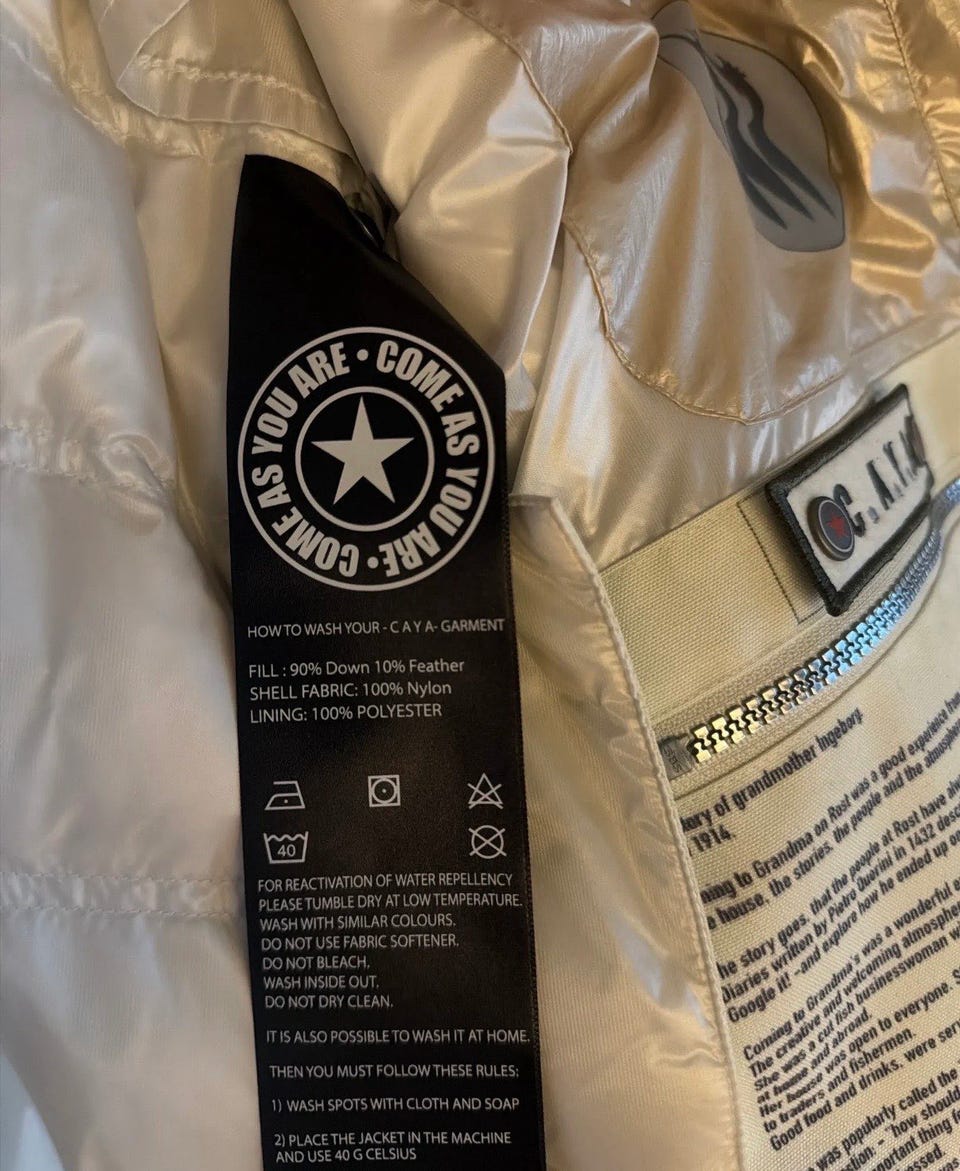 COME AS YOU ARE • COME AS YOU ARE •
HOW TO WASH YOUR - C A Y A- GARMENT
FILL : 90% Down 10% Feather
SHELL FABRIC: 100% Nylon
LINING: 100% POLYESTER
40
FOR REACTIVATION OF WATER REPELLENCY
PLEASE TUMBLE DRY AT LOW TEMPERATURE.
WASH WITH SIMILAR COLOURS.
DO NOT USE FABRIC SOFTENER.
DO NOT BLEACH,
WASH INSIDE OUT.
DO NOT DRY CLEAN.
IT IS ALSO POSSIBLE TO WASH IT AT HOME.
THEN YOU MUST FOLLOW THESE RULES:
1) WASH SPOTS WITH CLOTH AND SOAP
2) PLACE THE JACKET IN THE MACHINE
AND USE 40 G CELSIUS
C.A.Y.A
of grandmother Ingeborg
1914.
to Grandma on Rost was a good experience
house, the stories, the people and the
story goes, that the people at Rost have
Diaries written by Pietro Querini in 1432
Google it! -and explore how he ended up
Coming to Grandma's was a wonderful
The creative and welcoming
She was a cut fish businesswoman
at home and abroad.
Her house was open to everyone.
to traders and fishermen.
Good food and drinks, were
was popularly called the
- "how should
important thing